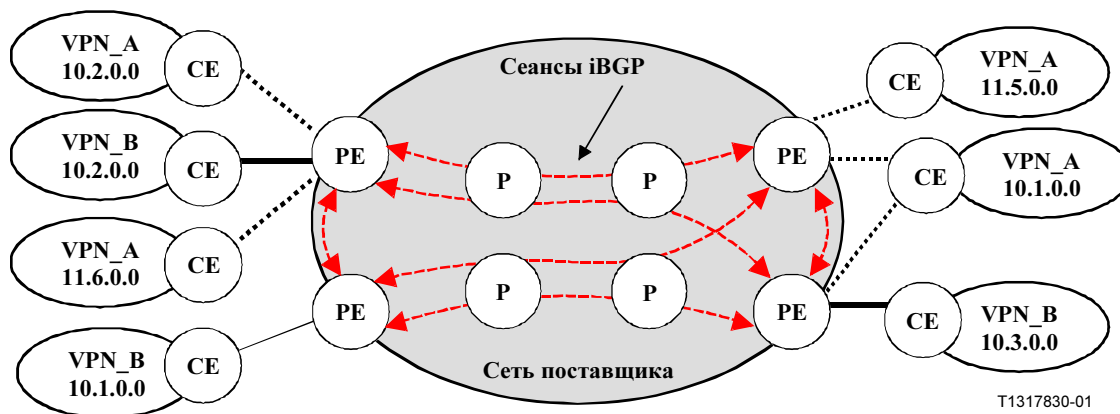 VPN_A
10.2.0.0
CE
VPN_B
10.2.0.0
CE
VPN_A
11.6.0.0
CE
VPN_B
10.1.0.0
CE
Сеансы iBGP
PE
P
P
PE
PE
P
P
PE
Сеть поставщика
CE
VPN_A
11.5.0.0
CE
VPN_A
10.1.0.0
CE
VPN_B
10.3.0.0
T1317830-01